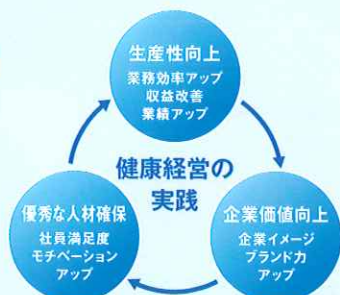 生産性向上
業務効率アップ
収益改善
業績アップ
健康経営の
実践
優秀な人材確保
社員満足度
モチベーション
アップ
企業価値向上
企業イメージ
ブランド力
アップ